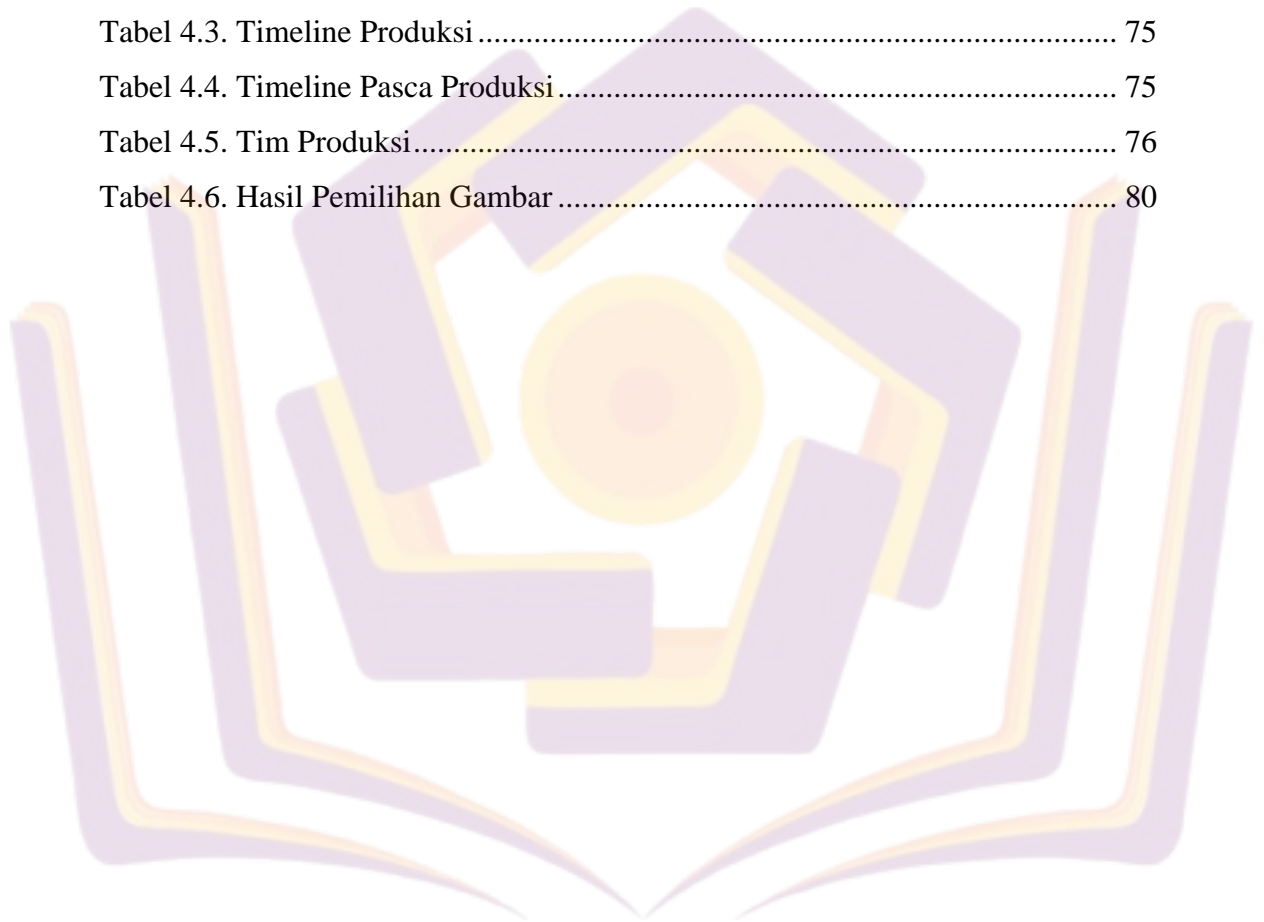 Tabel 4.3. Timeline Produksi ................................................................................ 75
Tabel 4.4. Timeline Pasca Produksi ...................................................................... 75
Tabel 4.5. Tim Produksi ........................................................................................ 76
Tabel 4.6. Hasil Pemilihan Gambar ...................................................................... 80